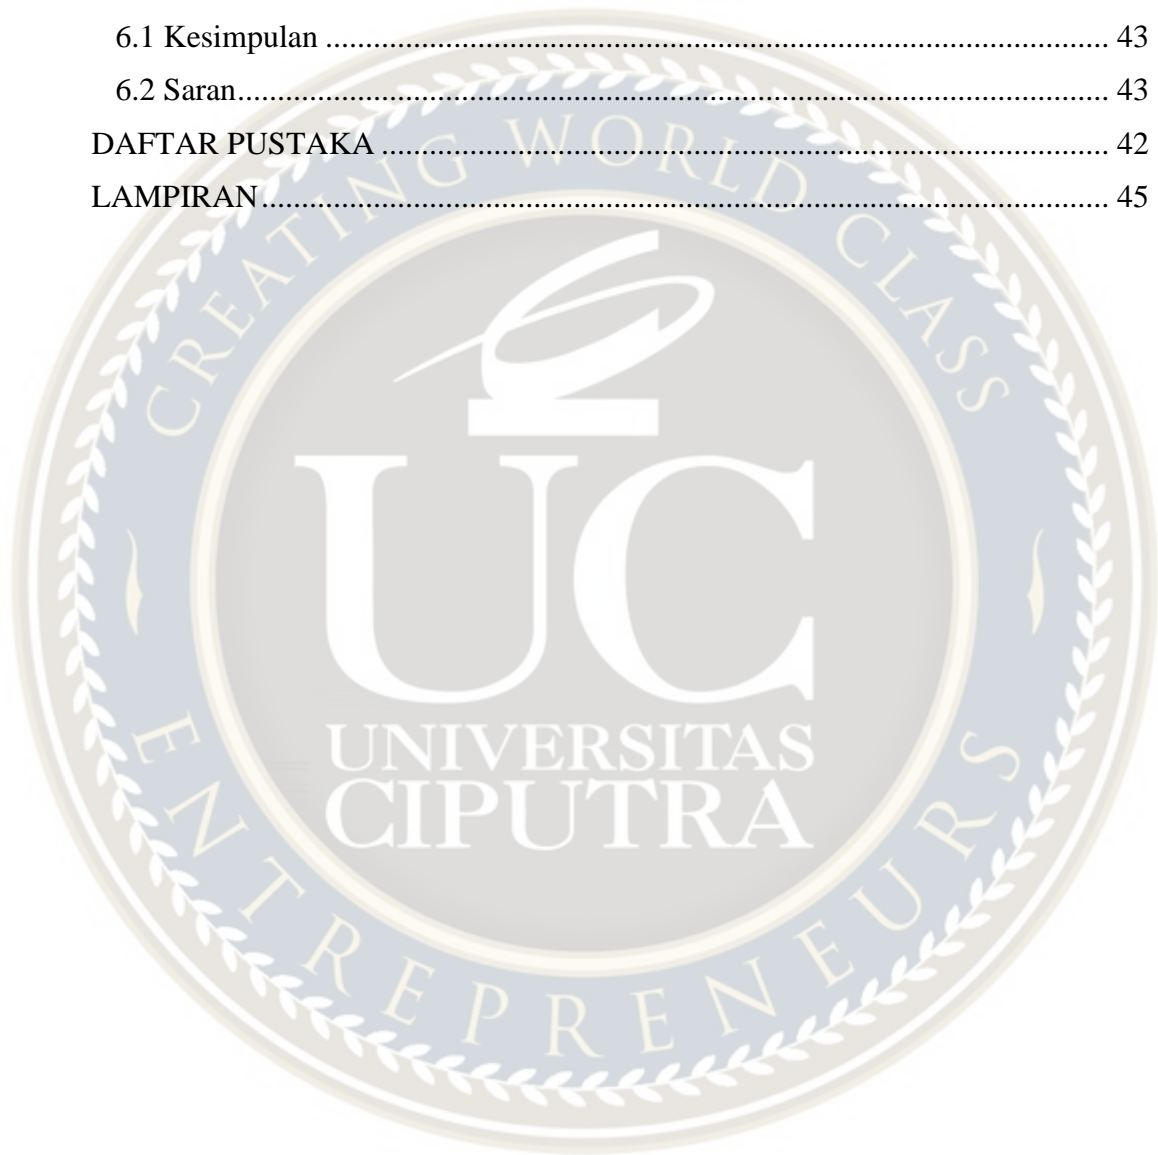 6.1 Kesimpulan .................................................................................................. 43
6.2 Saran............................................................................................................. 43
DAFTAR PUSTAKA ........................................................................................... 42
LAMPIRAN.......................................................................................................... 45
CREATING WORLD CLASS
UC
UNIVERSITAS
CIPUTRA
ENTREPRENEURS